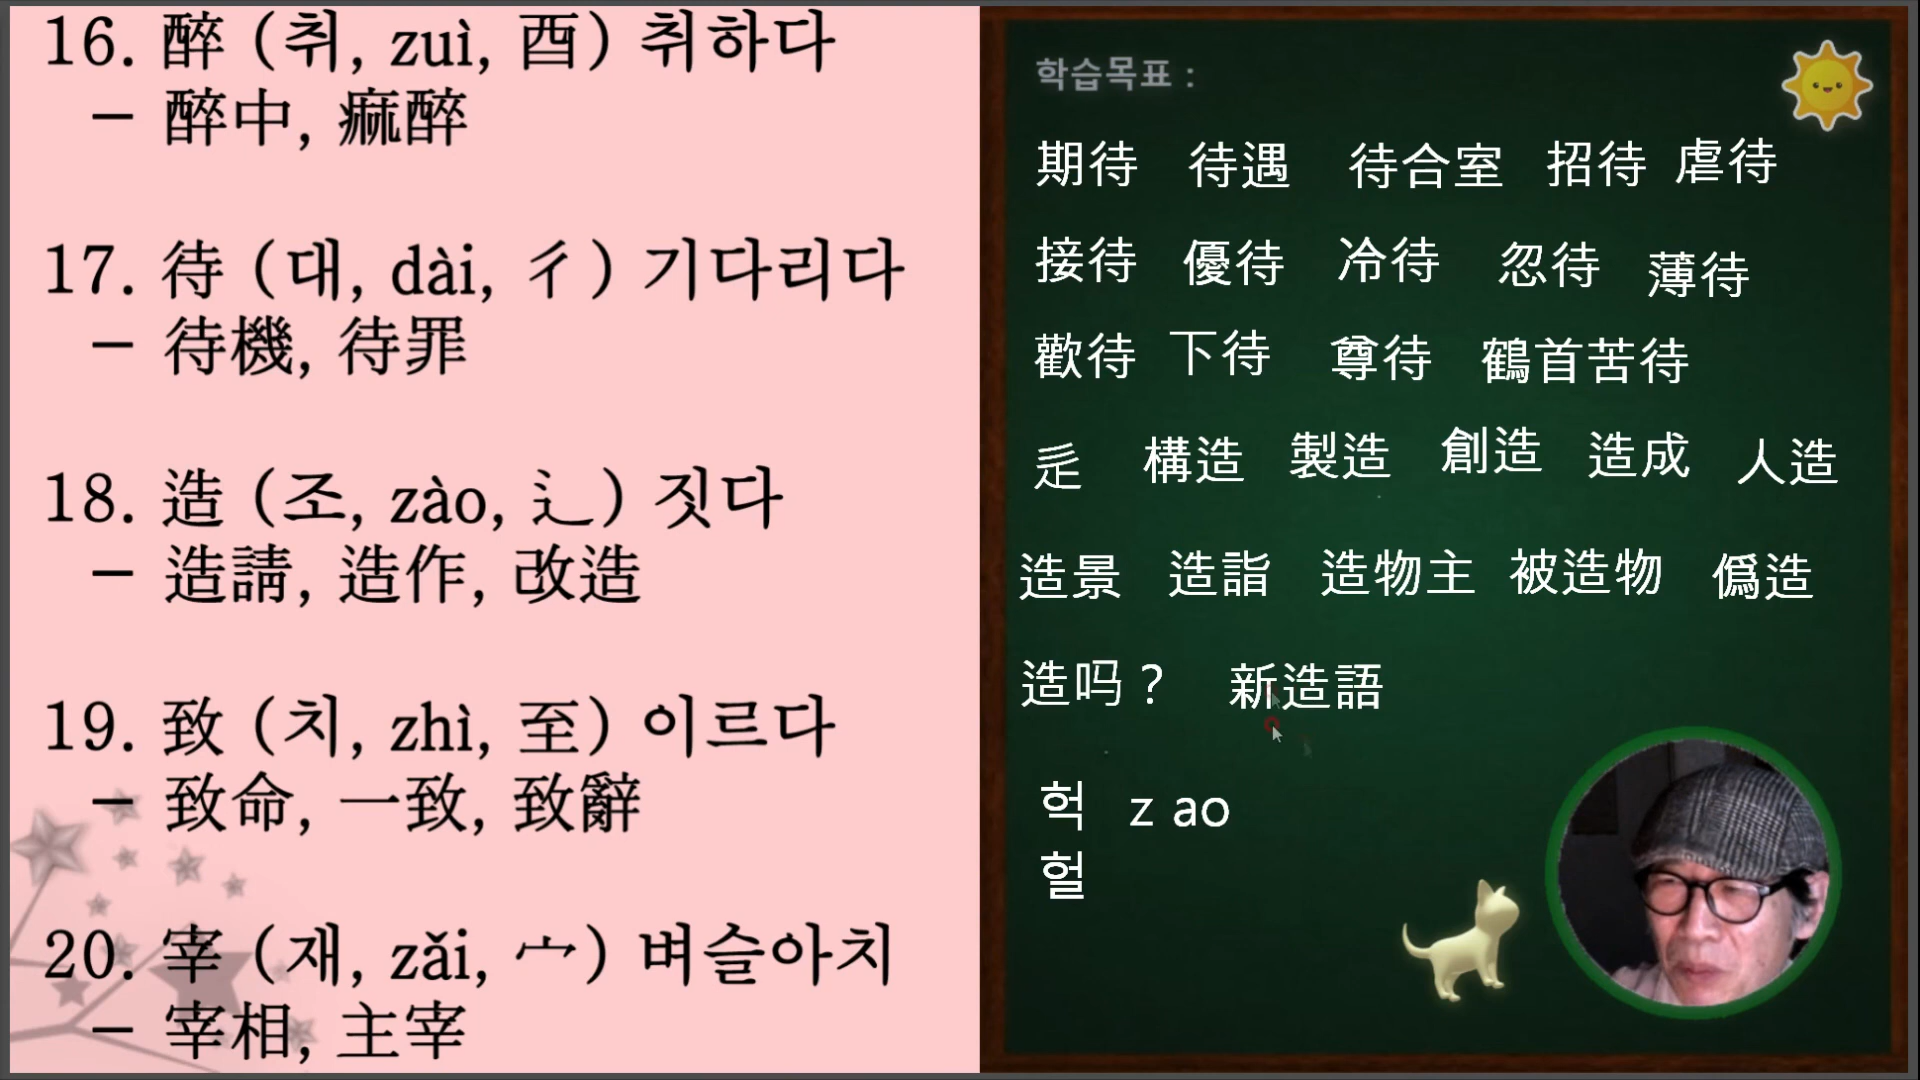 16. 醉 (취, zuì, 酉) 취하다
– 醉中, 痲醉
17. 待 (대, dài, 彳) 기다리다
– 待機, 待罪
18. 造 (조, zào, 辶) 짓다
– 造請, 造作, 改造
19. 致 (치, zhì, 至) 이르다
– 致命, 一致, 致辭
20. 宰 (재, zǎi, 宀) 벼슬아치
– 宰相, 主宰
학습목표 :
期待 待遇 待合室 招待 虐待
接待 優待 冷待 忽待 薄待
歡待 下待 尊待 鶴首苦待
辵 構造 製造 創造 造成 人造
造景 造詣 造物主 被造物 僞造
造吗？ 新造語
헉 z ao
헐